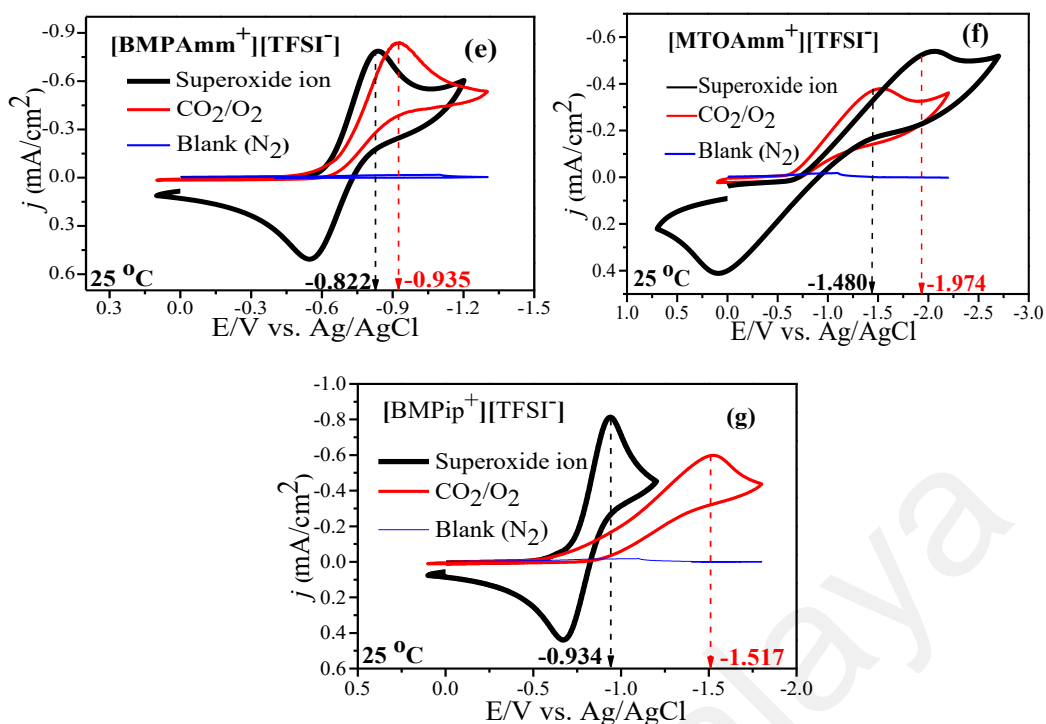 [BMPAmm+][TFSI-]
(e)
Superoxide ion
CO2/O2
Blank (N2)
-0.9
-0.6
-0.3
0.0
0.3
0.6
j (mA/cm2)
25 oC
-0.822
-0.935
0.3 0.0 -0.3 -0.6 -0.9 -1.2 -1.5
E/V vs. Ag/AgCl
[MTOAmm+][TFSI-]
(f)
Superoxide ion
CO2/O2
Blank (N2)
-0.6
-0.4
-0.2
0.0
0.2
0.4
j (mA/cm2)
25 oC
-1.480
-1.974
1.0 0.5 0.0 -0.5 -1.0 -1.5 -2.0 -2.5 -3.0
E/V vs. Ag/AgCl
[BMPip+][TFSI-]
(g)
Superoxide ion
CO2/O2
Blank (N2)
-1.0
-0.8
-0.6
-0.4
-0.2
0.0
0.2
0.4
0.6
j (mA/cm2)
25 oC
-0.934
-1.517
0.5 0.0 -0.5 -1.0 -1.5 -2.0
E/V vs. Ag/AgCl